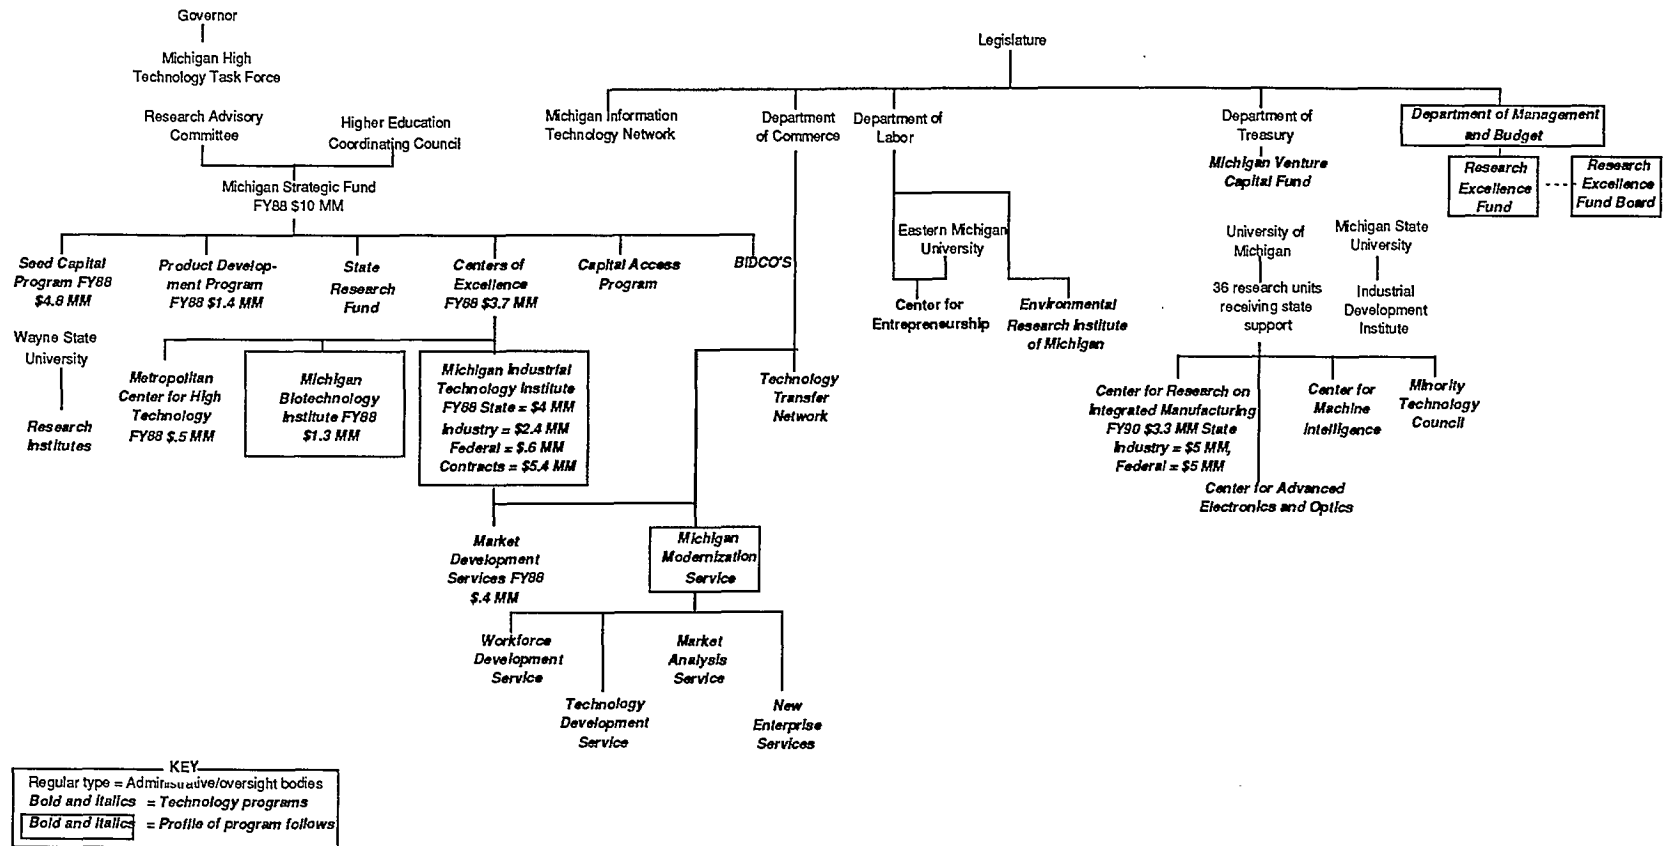 Governor
Michigan High
Technology Task Force
Research Advisory
Committee
Higher Education
Coordinating Council
Michigan Strategic Fund
FY88 $10 MM
Seed Capital
Program FY88
$4.8 MM
Product Develop-
ment Program
FY88 $1.4 MM
State
Research
Fund
Centers of
Excellence
FY88 $3.7 MM
Capital Access
Program
BIDCO'S
Wayne State
University
Research
Institutes
Metropolitan
Center for High
Technology
FY88 $.5 MM
Michigan
Biotechnology
Institute FY88
$1.3 MM
Michigan Industrial
Technology Institute
FY88 State = $4 MM
Industry = $2.4 MM
Federal = $.6 MM
Contracts = $5.4 MM
Market
Development
Services FY88
$.4 MM
Michigan
Modernization
Service
Workforce
Development
Service
Technology
Development
Service
Market
Analysis
Service
New
Enterprise
Services
Legislature
Michigan Information
Technology Network
Department
of Commerce
Technology
Transfer
Network
Department of
Labor
Eastern Michigan
University
Center for
Entrepreneurship
Environmental
Research Institute
of Michigan
Department of
Treasury
Michigan Venture
Capital Fund
Department of Management
and Budget
Research
Excellence
Fund
Research
Excellence
Fund Board
University of
Michigan
36 research units
receiving state
support
Michigan State
University
Industrial
Development
Institute
Center for Research on
Integrated Manufacturing
FY90 $3.3 MM State
Industry = $5 MM,
Federal = $5 MM
Center for
Machine
Intelligence
Minority
Technology
Council
Center for Advanced
Electronics and Optics
KEY
Regular type = Administrative/oversight bodies
Bold and italics = Technology programs
Bold and italics = Profile of program follows